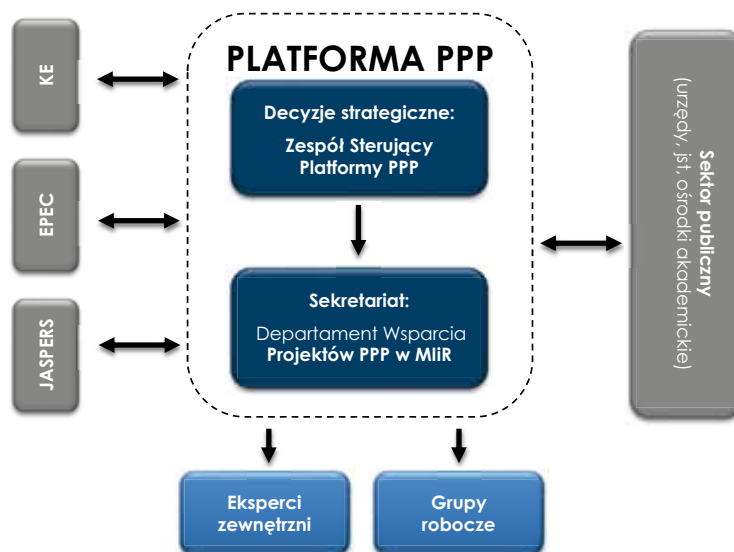 PLATFORMA PPP
KE
EPEC
JASPERS
Decyzje strategiczne:
Zespół Sterujący
Platformy PPP
Sekretariat:
Departament Wsparcia
Projektów PPP w MIiR
Sektor publiczny
(urzędy, jst, ośrodki akademickie)
Eksperci
zewnętrzni
Grupy
robocze